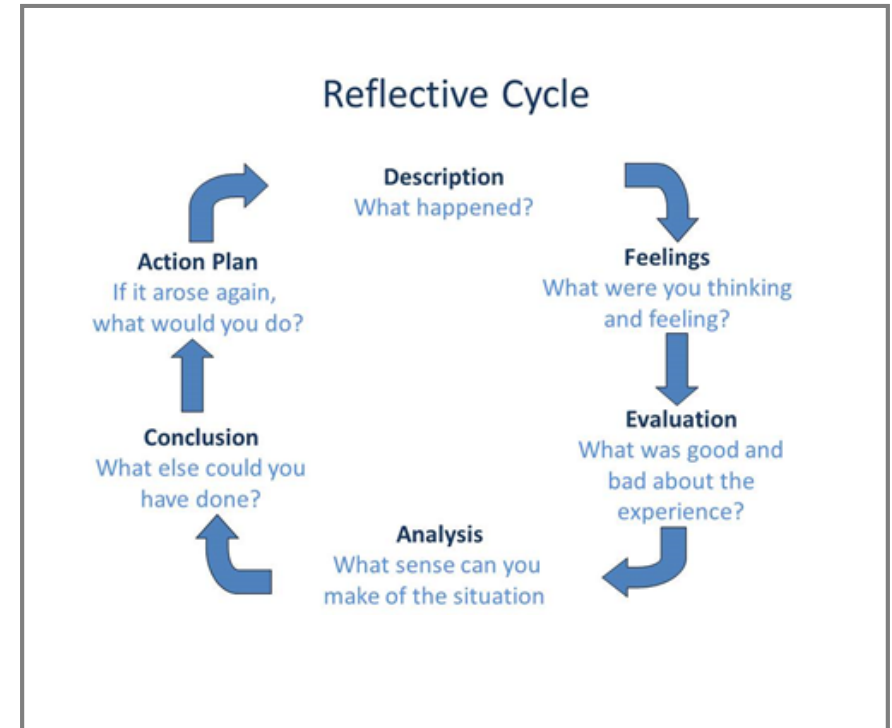 Reflective Cycle
Description
What happened?
Feelings
What were you thinking
and feeling?
Evaluation
What was good and
bad about the
experience?
Analysis
What sense can you
make of the situation
Conclusion
What else could you
have done?
Action Plan
If it arose again,
what would you do?